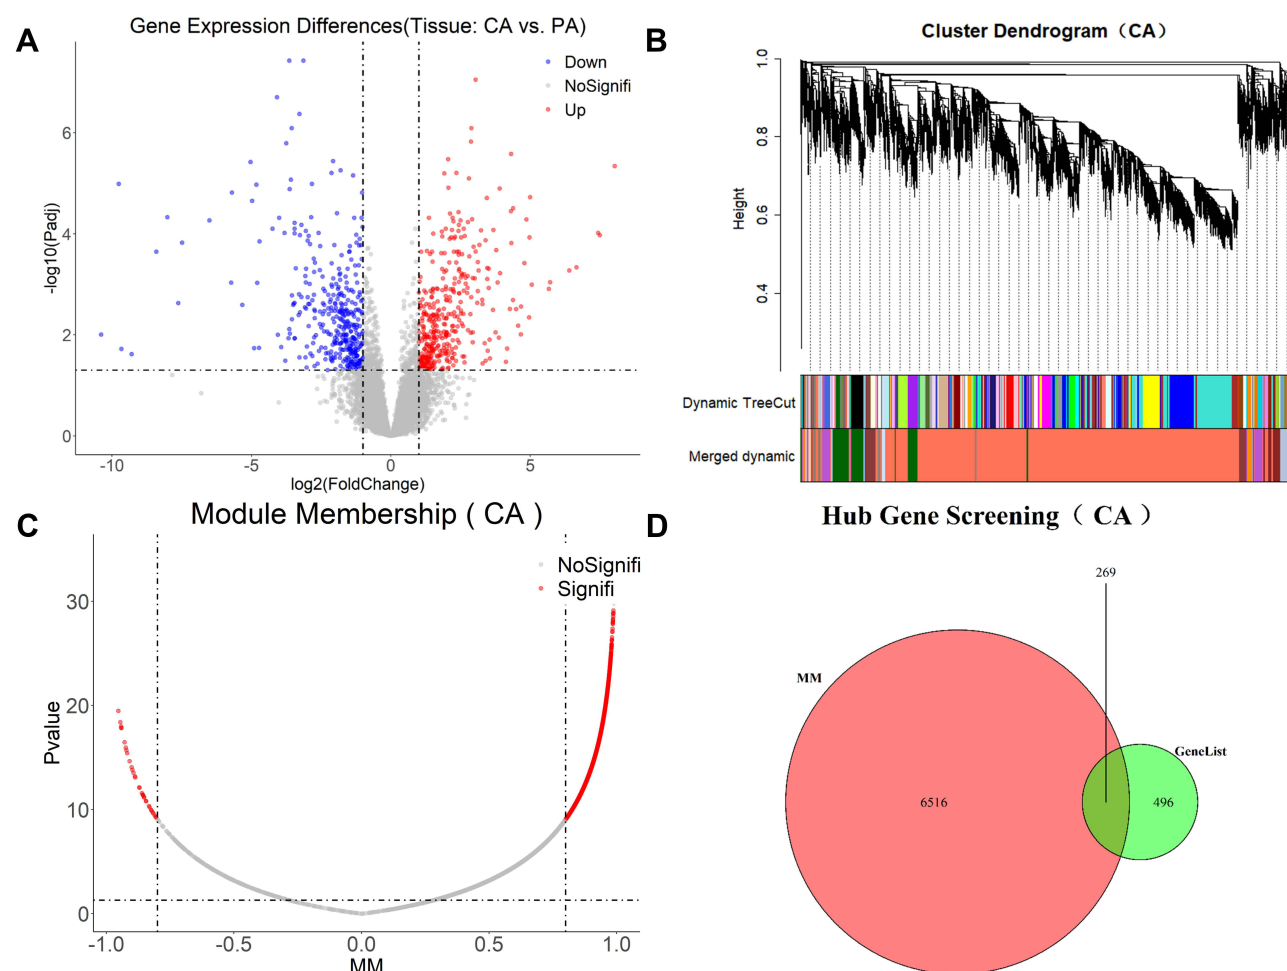 A
Gene Expression Differences(Tissue: CA vs. PA)
Down
NoSignifi
Up
6
4
2
0
-log10(Padj)
-10
-5
0
5
log2(FoldChange)
B
Cluster Dendrogram（CA）
1.0
0.8
0.6
0.4
Height
Dynamic TreeCut
Merged dynamic
C
Module Membership ( CA )
NoSignifi
Signifi
30
20
10
0
Pvalue
-1.0
-0.5
0.0
0.5
1.0
MM
D
Hub Gene Screening（ CA ）
269
MM
GeneList
6516
496